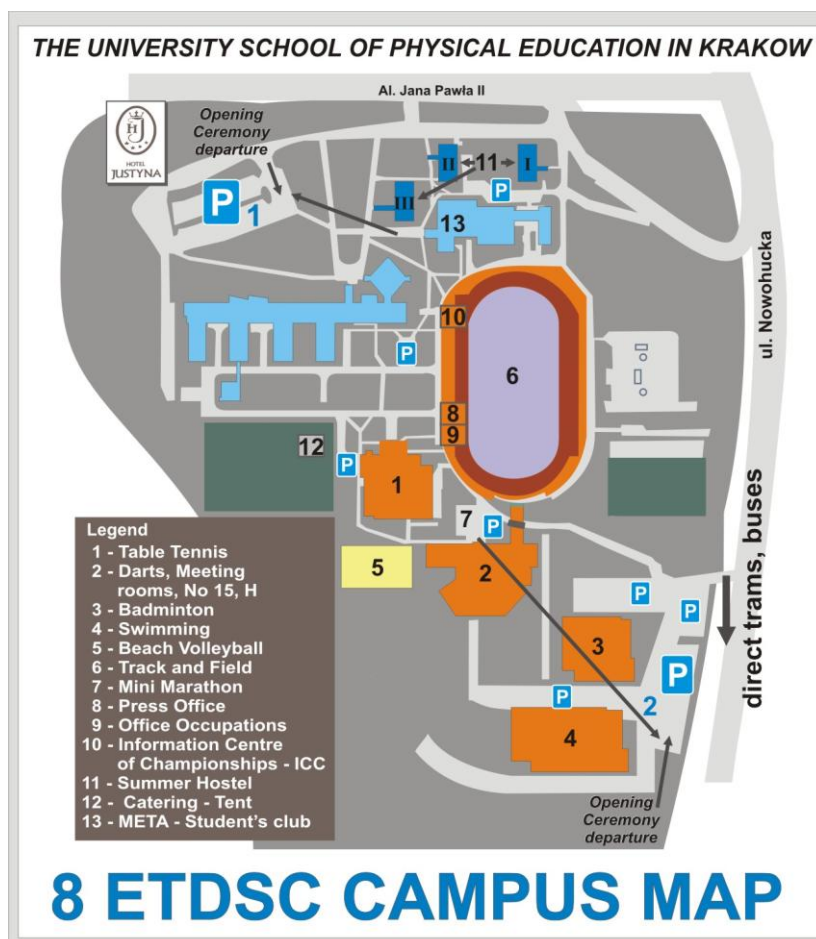 THE UNIVERSITY SCHOOL OF PHYSICAL EDUCATION IN KRAKOW
Al. Jana Pawła II
HJ
HOTEL
JUSTYNA
Opening
Ceremony
departure
P
1
II
11
I
P
III
13
10
P
6
ul. Nowohucka
8
9
12
P
1
7
P
5
2
P
P
direct trams, buses
3
P
P
2
4
Opening
Ceremony
departure
Legend
1 - Table Tennis
2 - Darts, Meeting
rooms, No 15, H
3 - Badminton
4 - Swimming
5 - Beach Volleyball
6 - Track and Field
7 - Mini Marathon
8 - Press Office
9 - Office Occupations
10 - Information Centre
of Championships - ICC
11 - Summer Hostel
12 - Catering - Tent
13 - META - Student's club
8 ETDSC CAMPUS MAP